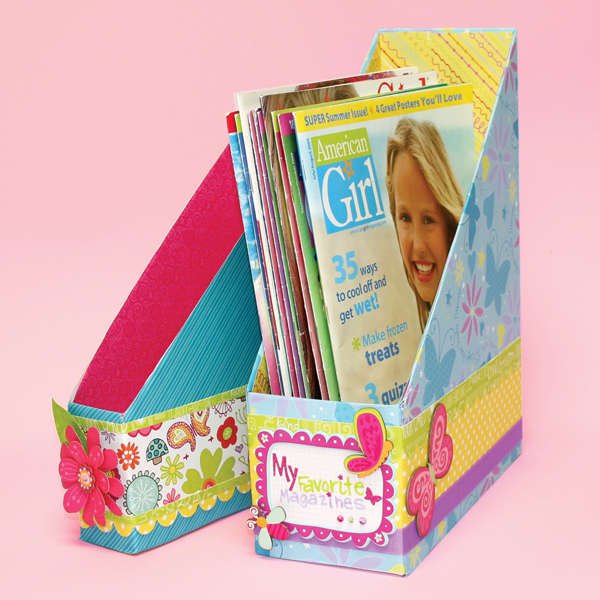 SUPER Summer Issue! ★ 4 Great Posters You'll Love
American
Girl
35 ways
to cool off and
get wet!
* Make frozen
treats
3 quiz
My
Favorite
Magazines